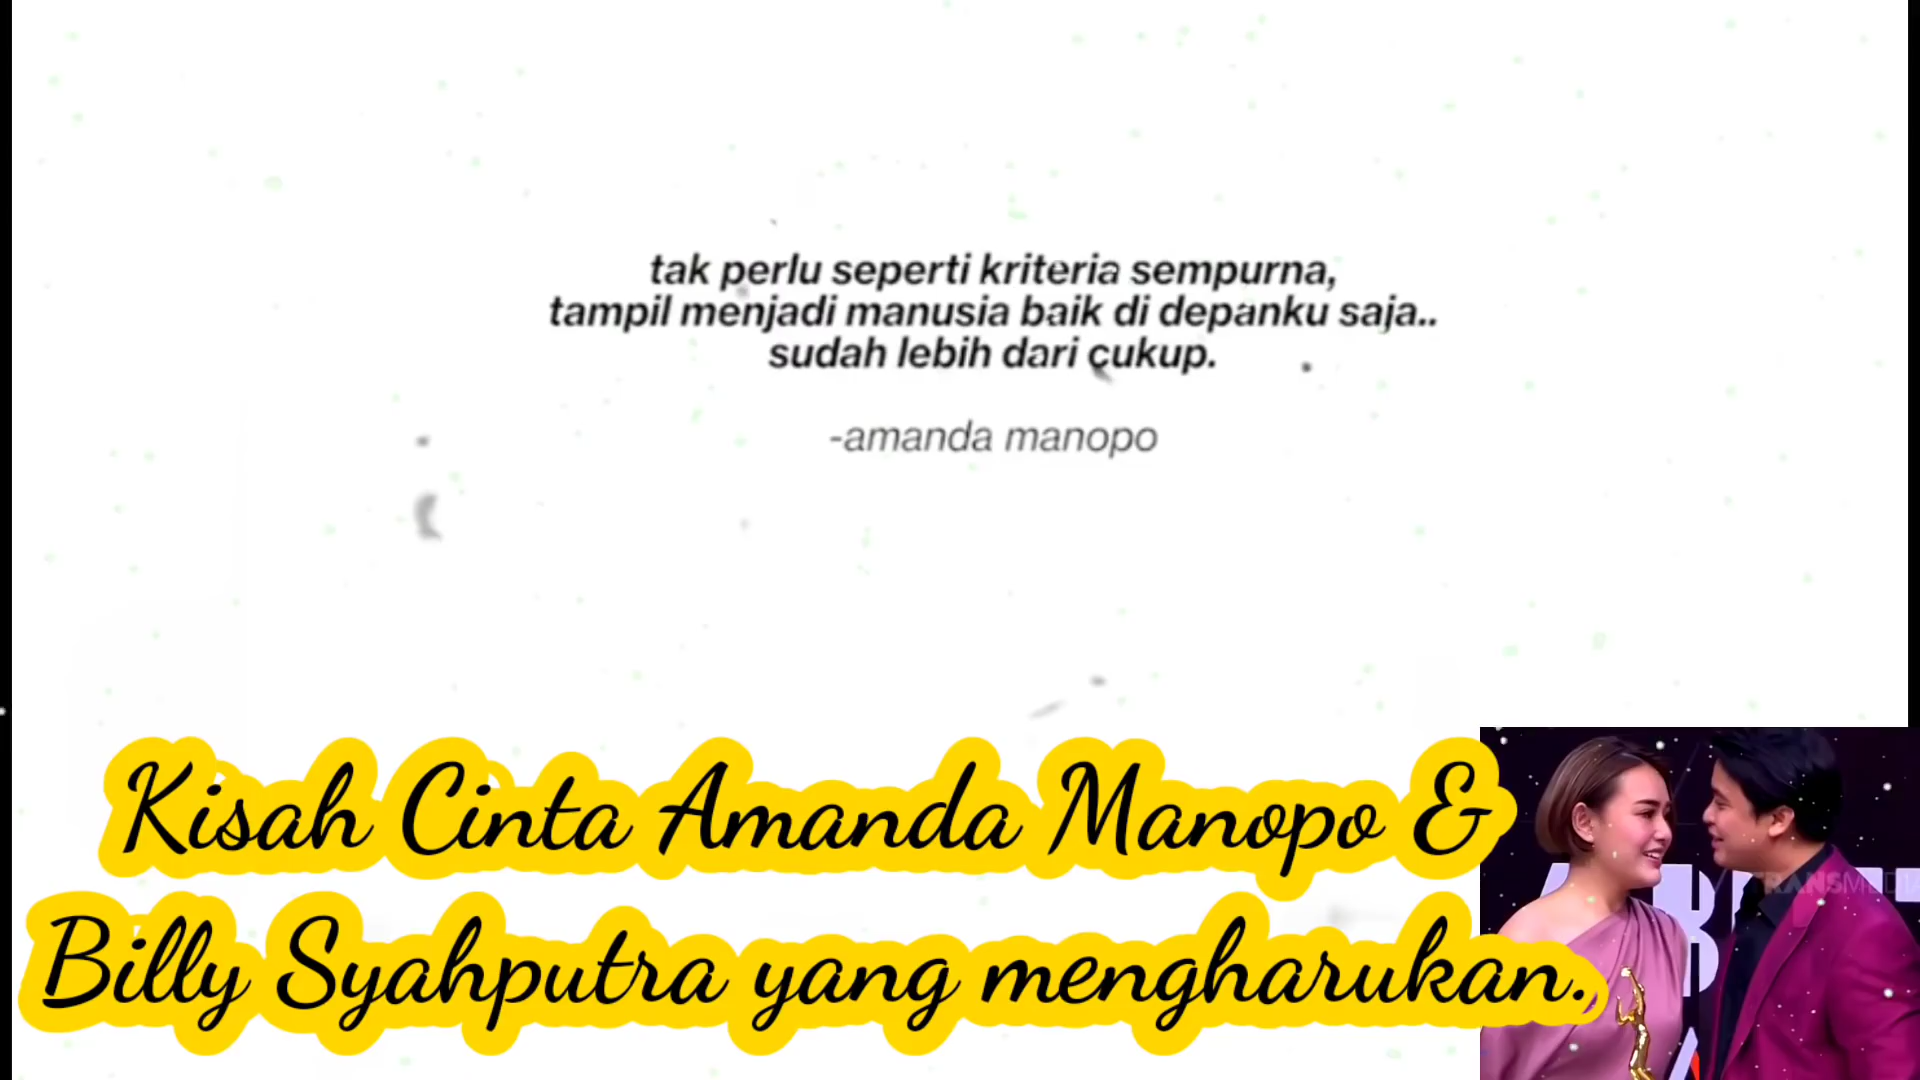 tak perlu seperti kriteria sempurna,
tampil menjadi manusia baik di depanku saja..
sudah lebih dari cukup.
-amanda manopo
Kisah Cinta Amanda Manopo &
Billy Syahputra yang mengharukan.
TRANSMEDIA